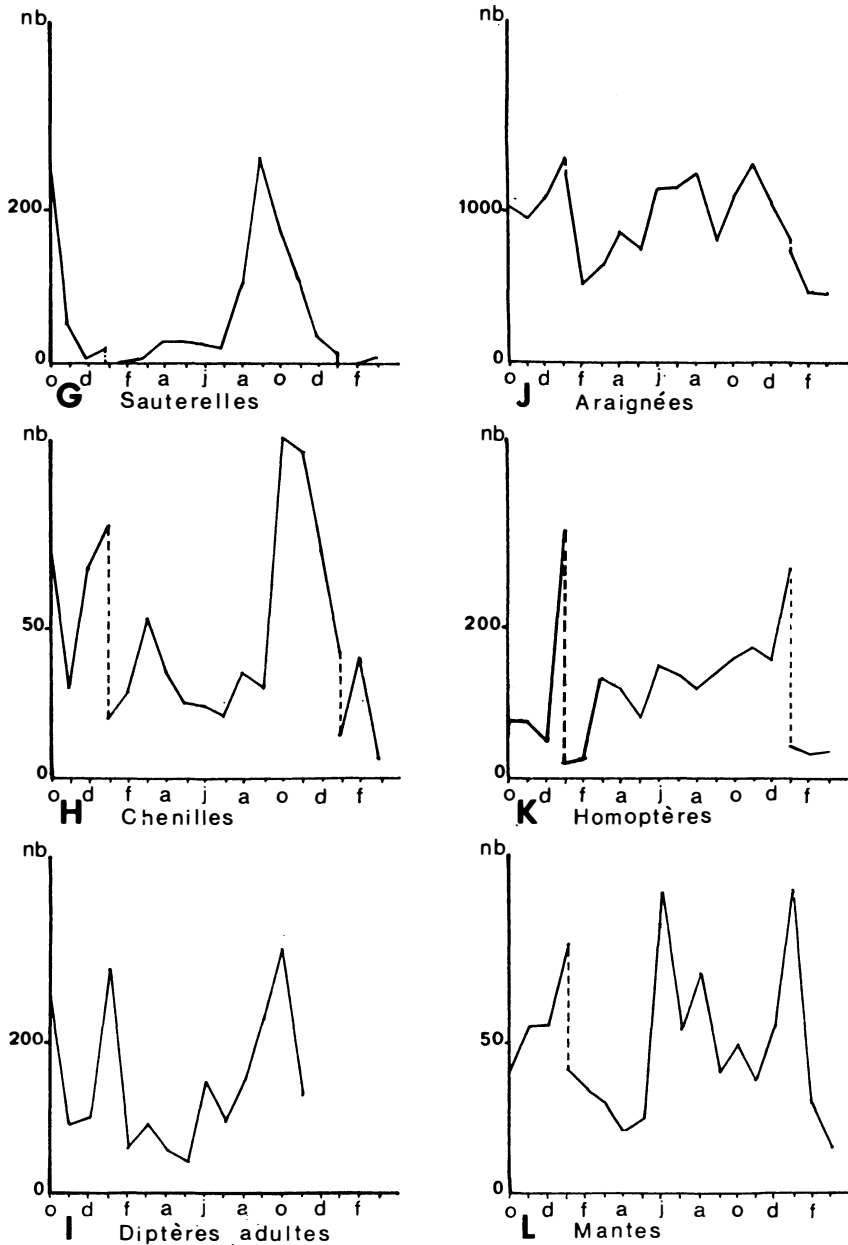 nb
200
0
o d f a j a o d f
G Sauterelles
nb
1000
0
o d f a j a o d f
J Araignées
nb
50
0
o d f a j a o d f
H Chenilles
nb
200
0
o d f a j a o d f
K Homoptères
nb
200
0
o d f a j a o d f
I Diptères adultes
nb
50
0
o d f a j a o d f
L Mantes